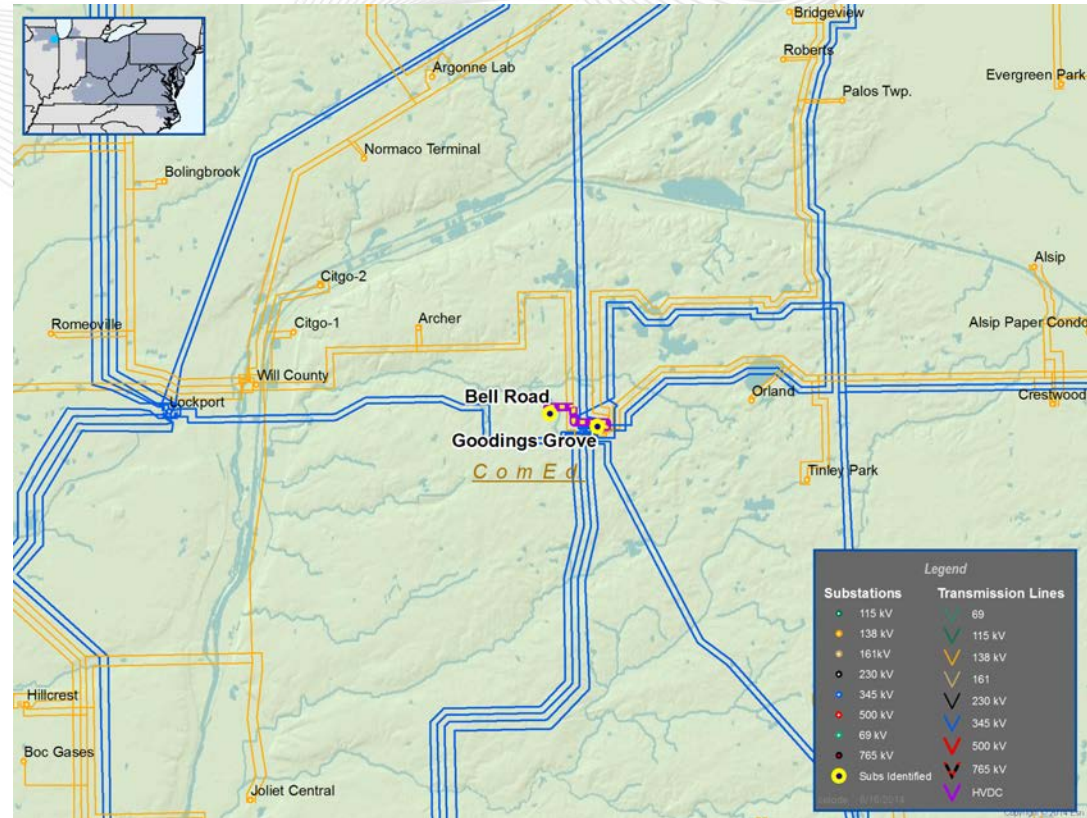 Bridgeview
Roberts
Argonne Lab
Evergreen Park
Palos Twp.
Normaco Terminal
Bolingbrook
Alsip
Citgo-2
Romeoville
Citgo-1
Archer
Alsip Paper Condo
Will County
Lockport
Bell Road
Orland
Crestwood
Goodings Grove
ComEd
Tinley Park
Hillcrest
Boc Gases
Joliet Central
Legend
Substations
115 kV
138 kV
161kV
230 kV
345 kV
500 kV
69 kV
765 kV
Subs Identified
Transmission Lines
69
115 kV
138 kV
161
230 kV
345 kV
500 kV
765 kV
HVDC
Copyright:© 2014 Esri